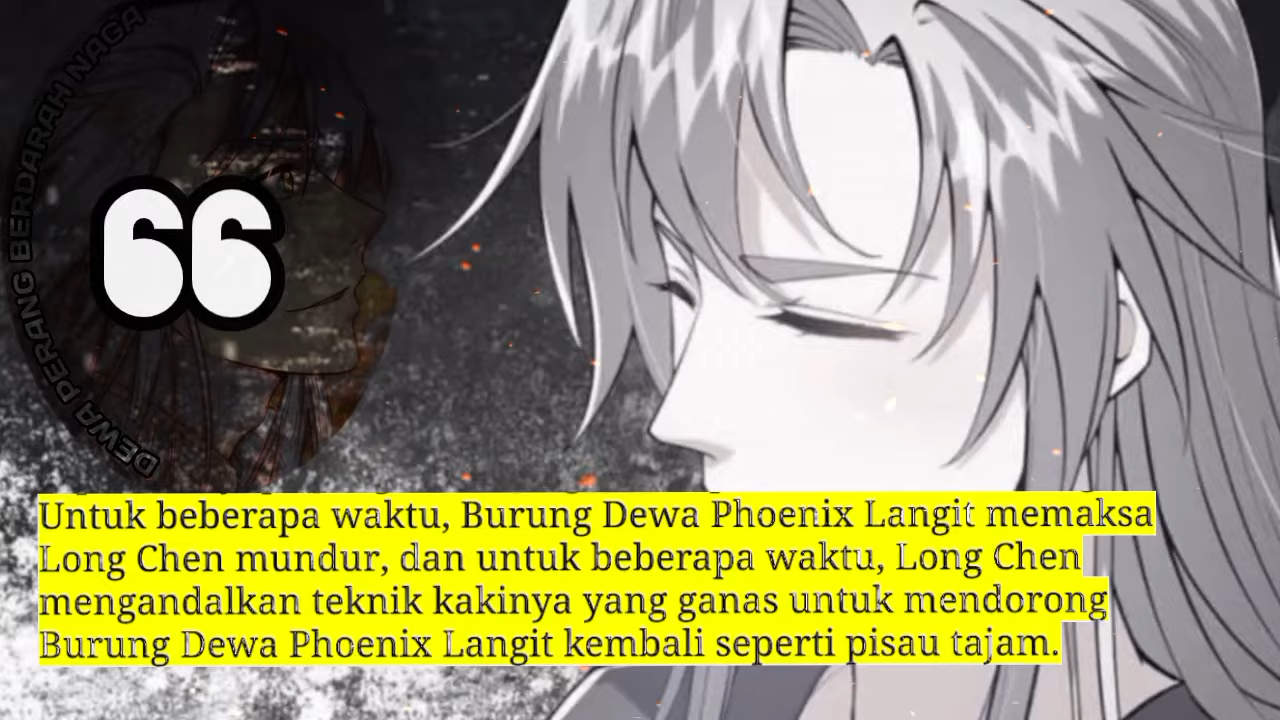 DEWA PERANG BERDARAH NAGA
66
Untuk beberapa waktu, Burung Dewa Phoenix Langit memaksa
Long Chen mundur, dan untuk beberapa waktu, Long Chen
mengandalkan teknik kakinya yang ganas untuk mendorong
Burung Dewa Phoenix Langit kembali seperti pisau tajam.